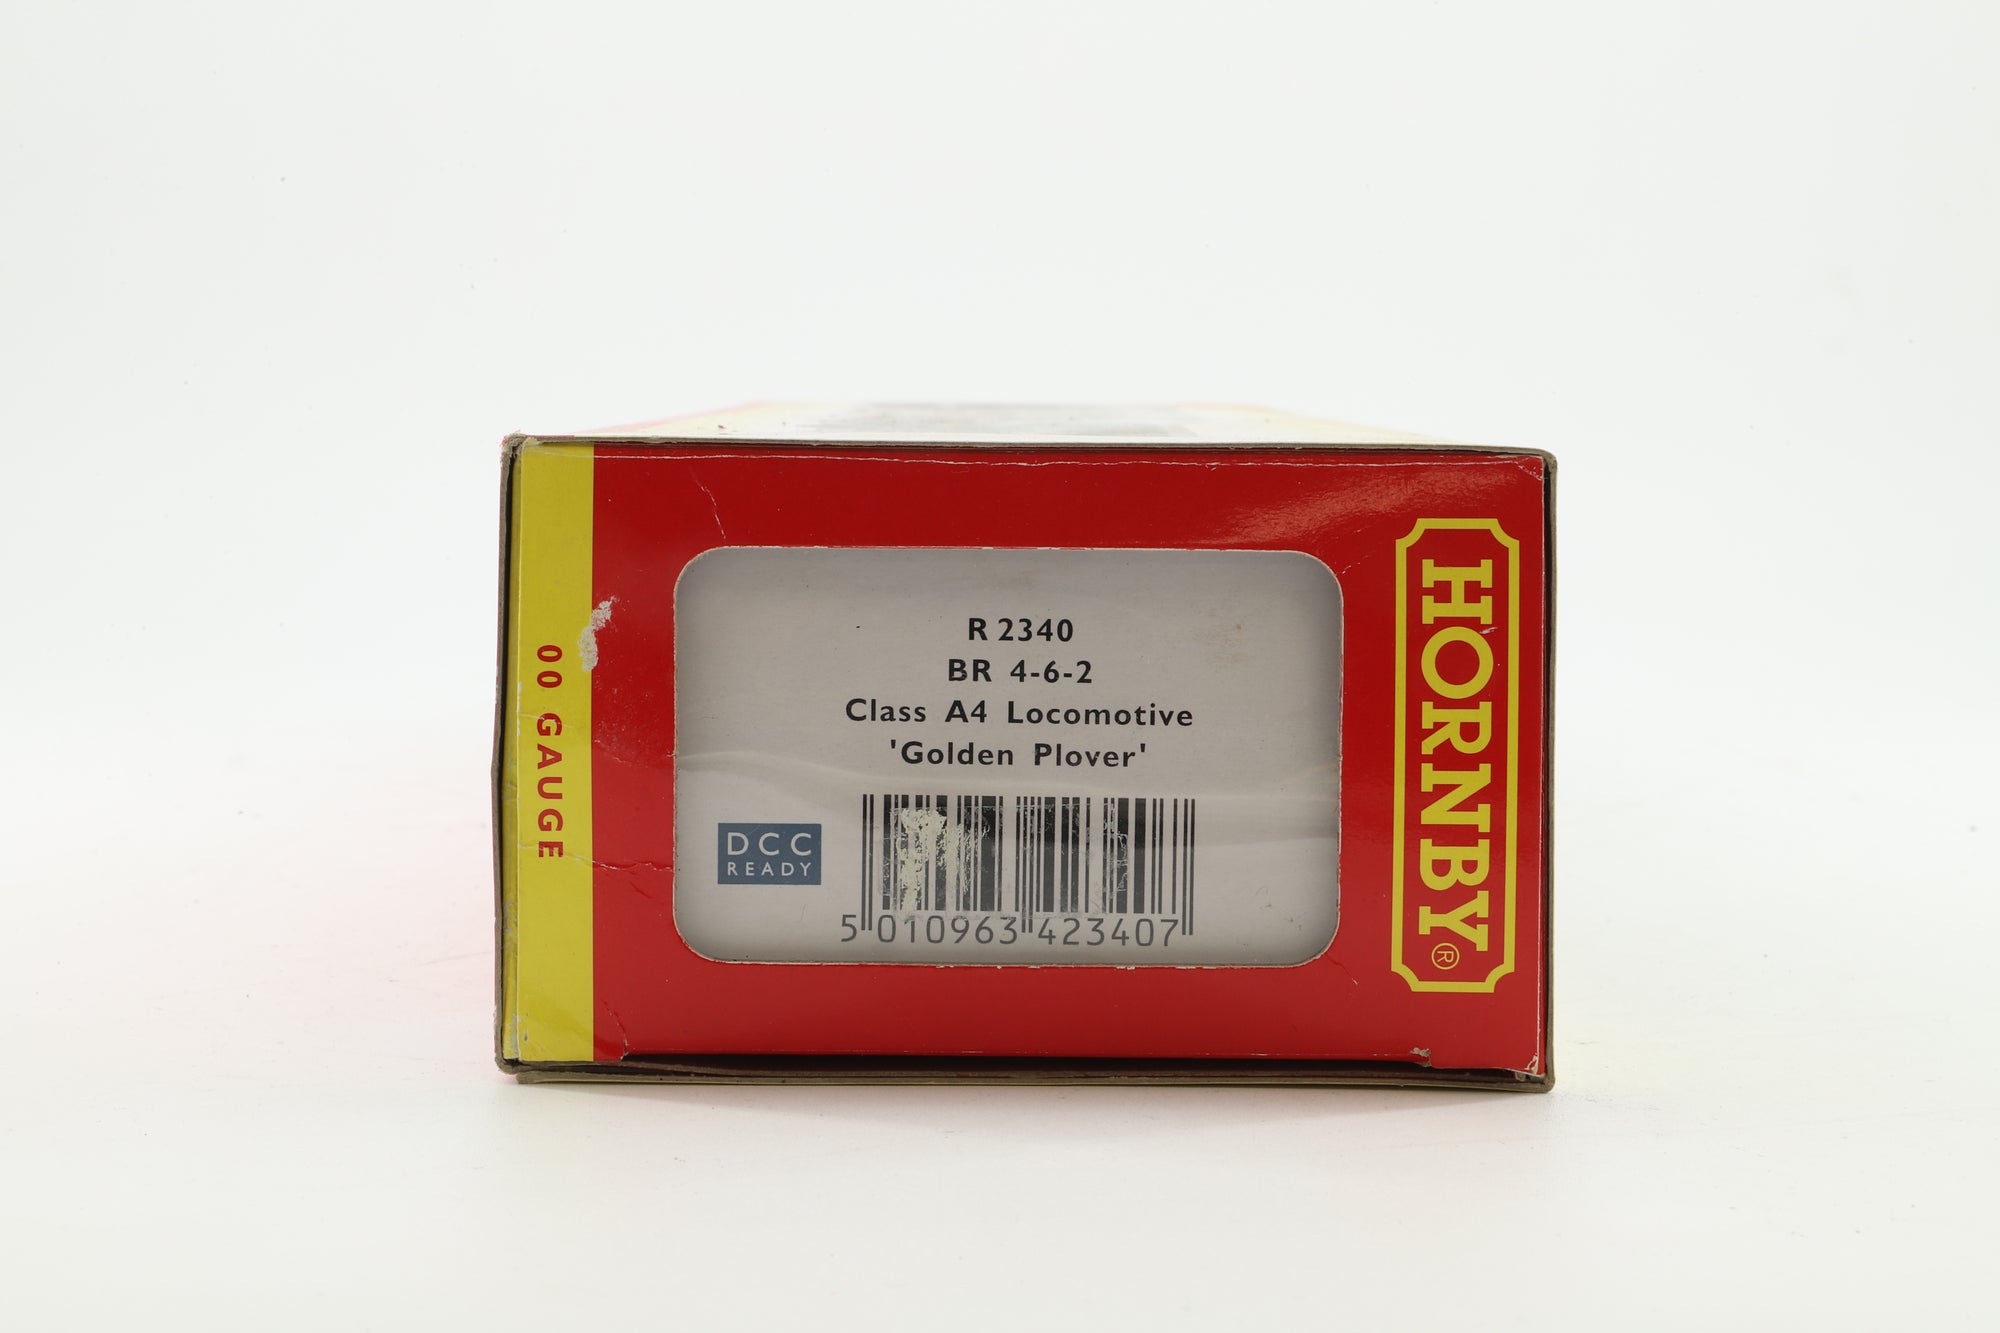 00 GAUGE
R 2340
BR 4-6-2
Class A4 Locomotive
'Golden Plover'
DCC
READY
5 010963 423407
HORNBY®